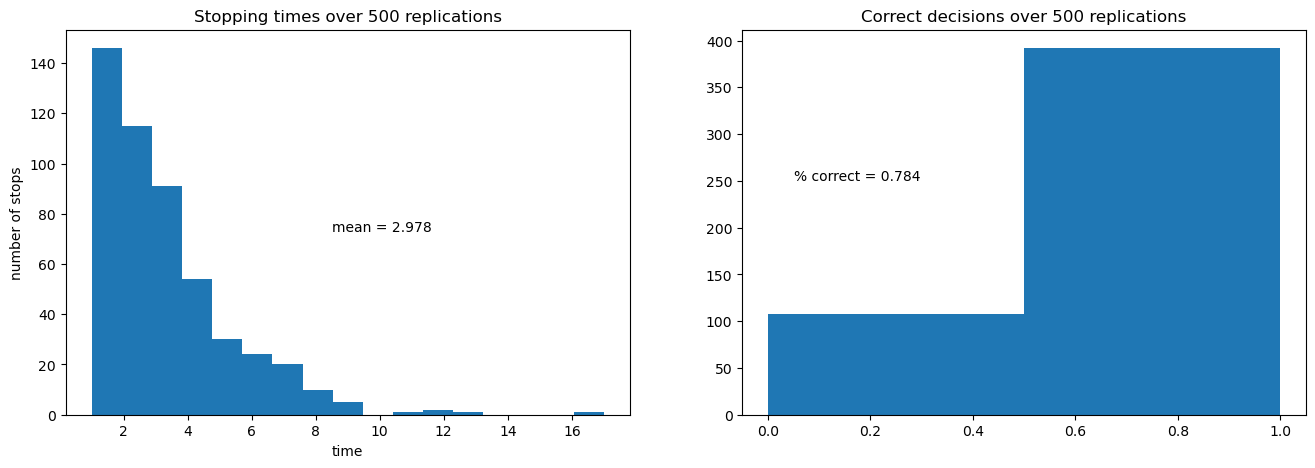 Stopping times over 500 replications
number of stops
140
120
100
80
60
40
20
0
mean = 2.978
2 4 6 8 10 12 14 16
time
Correct decisions over 500 replications
400
350
300
250
200
150
100
50
0
% correct = 0.784
0.0 0.2 0.4 0.6 0.8 1.0